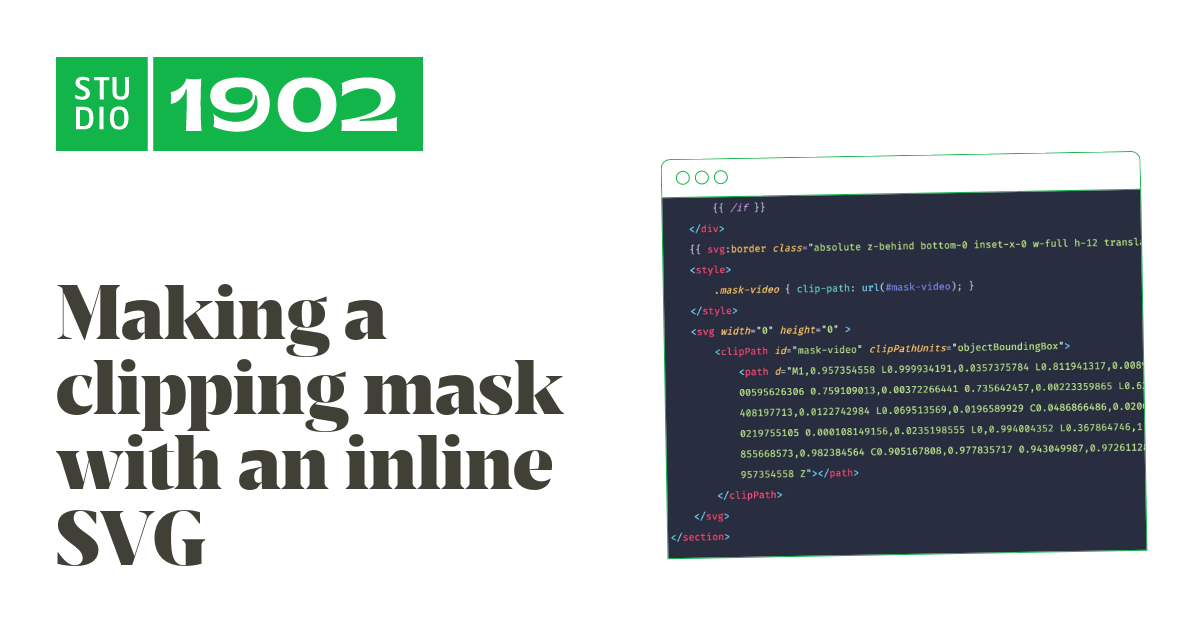 STU
DIO
1902
Making a
clipping mask
with an inline
SVG
{{ /if }}
</div>
{{ svg:border class="absolute z-behind bottom-0 inset-x-0 w-full h-12 transla
<style>
.mask-video { clip-path: url(#mask-video); }
</style>
<svg width="0" height="0" >
<clipPath id="mask-video" clipPathUnits="objectBoundingBox">
<path d="M1,0.957354558 L0.999934191,0.0357375784 L0.811941317,0.0089
00595626306 0.759109013,0.00372266441 0.735642457,0.00223359865 L0.62
408197713,0.0122742984 L0.069513569,0.0196589929 C0.0486866486,0.0206
0219755105 0.000108149156,0.0235198555 L0,0.994004352 L0.367864746,1
855668573,0.982384564 C0.905167808,0.977835717 0.943049987,0.97261128
957354558 Z"></path>
</clipPath>
</svg>
</section>